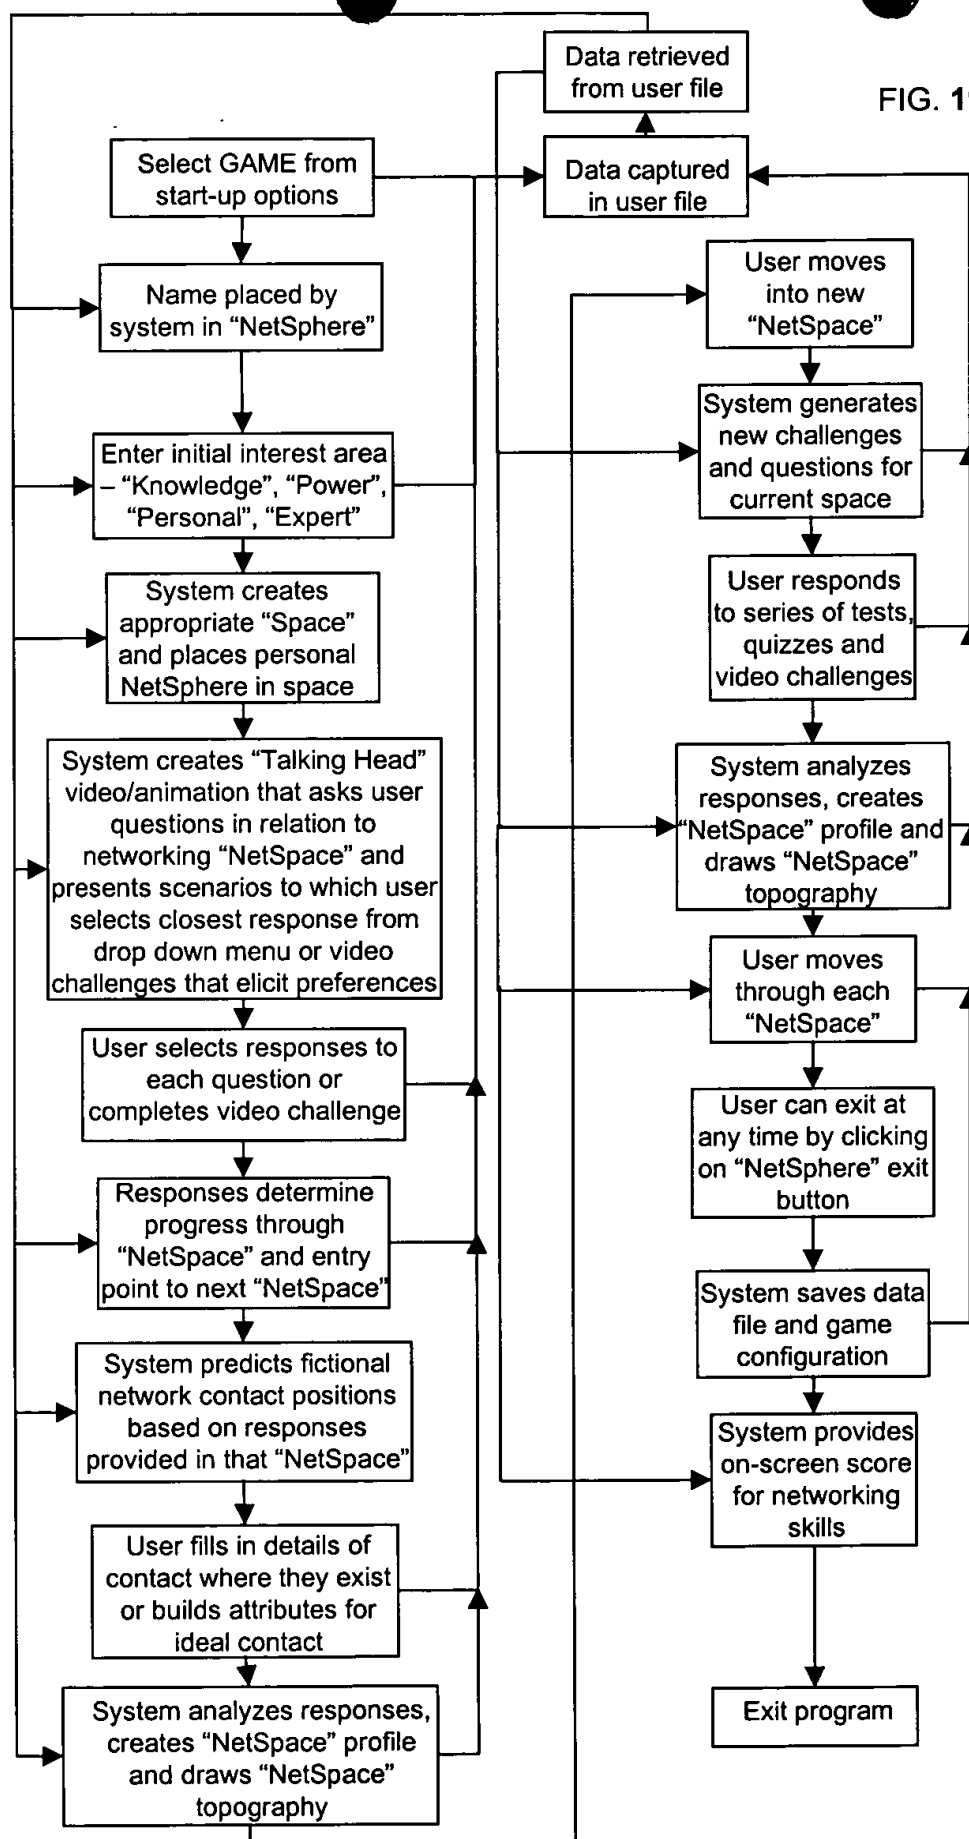 Data retrieved
from user file
FIG. 1
Select GAME from
start-up options
Data captured
in user file
Name placed by
system in “NetSphere”
Enter initial interest area
– “Knowledge”, “Power”,
“Personal”, “Expert”
System creates
appropriate “Space”
and places personal
NetSphere in space
System creates “Talking Head”
video/animation that asks user
questions in relation to
networking “NetSpace” and
presents scenarios to which user
selects closest response from
drop down menu or video
challenges that elicit preferences
User selects responses to
each question or
completes video challenge
Responses determine
progress through
“NetSpace” and entry
point to next “NetSpace”
System predicts fictional
network contact positions
based on responses
provided in that “NetSpace”
User fills in details of
contact where they exist
or builds attributes for
ideal contact
System analyzes responses,
creates “NetSpace” profile
and draws “NetSpace”
topography
User moves
into new
“NetSpace”
System generates
new challenges
and questions for
current space
User responds
to series of tests,
quizzes and
video challenges
System analyzes
responses, creates
“NetSpace” profile and
draws “NetSpace”
topography
User moves
through each
“NetSpace”
User can exit at
any time by clicking
on “NetSphere” exit
button
System saves data
file and game
configuration
System provides
on-screen score
for networking
skills
Exit program